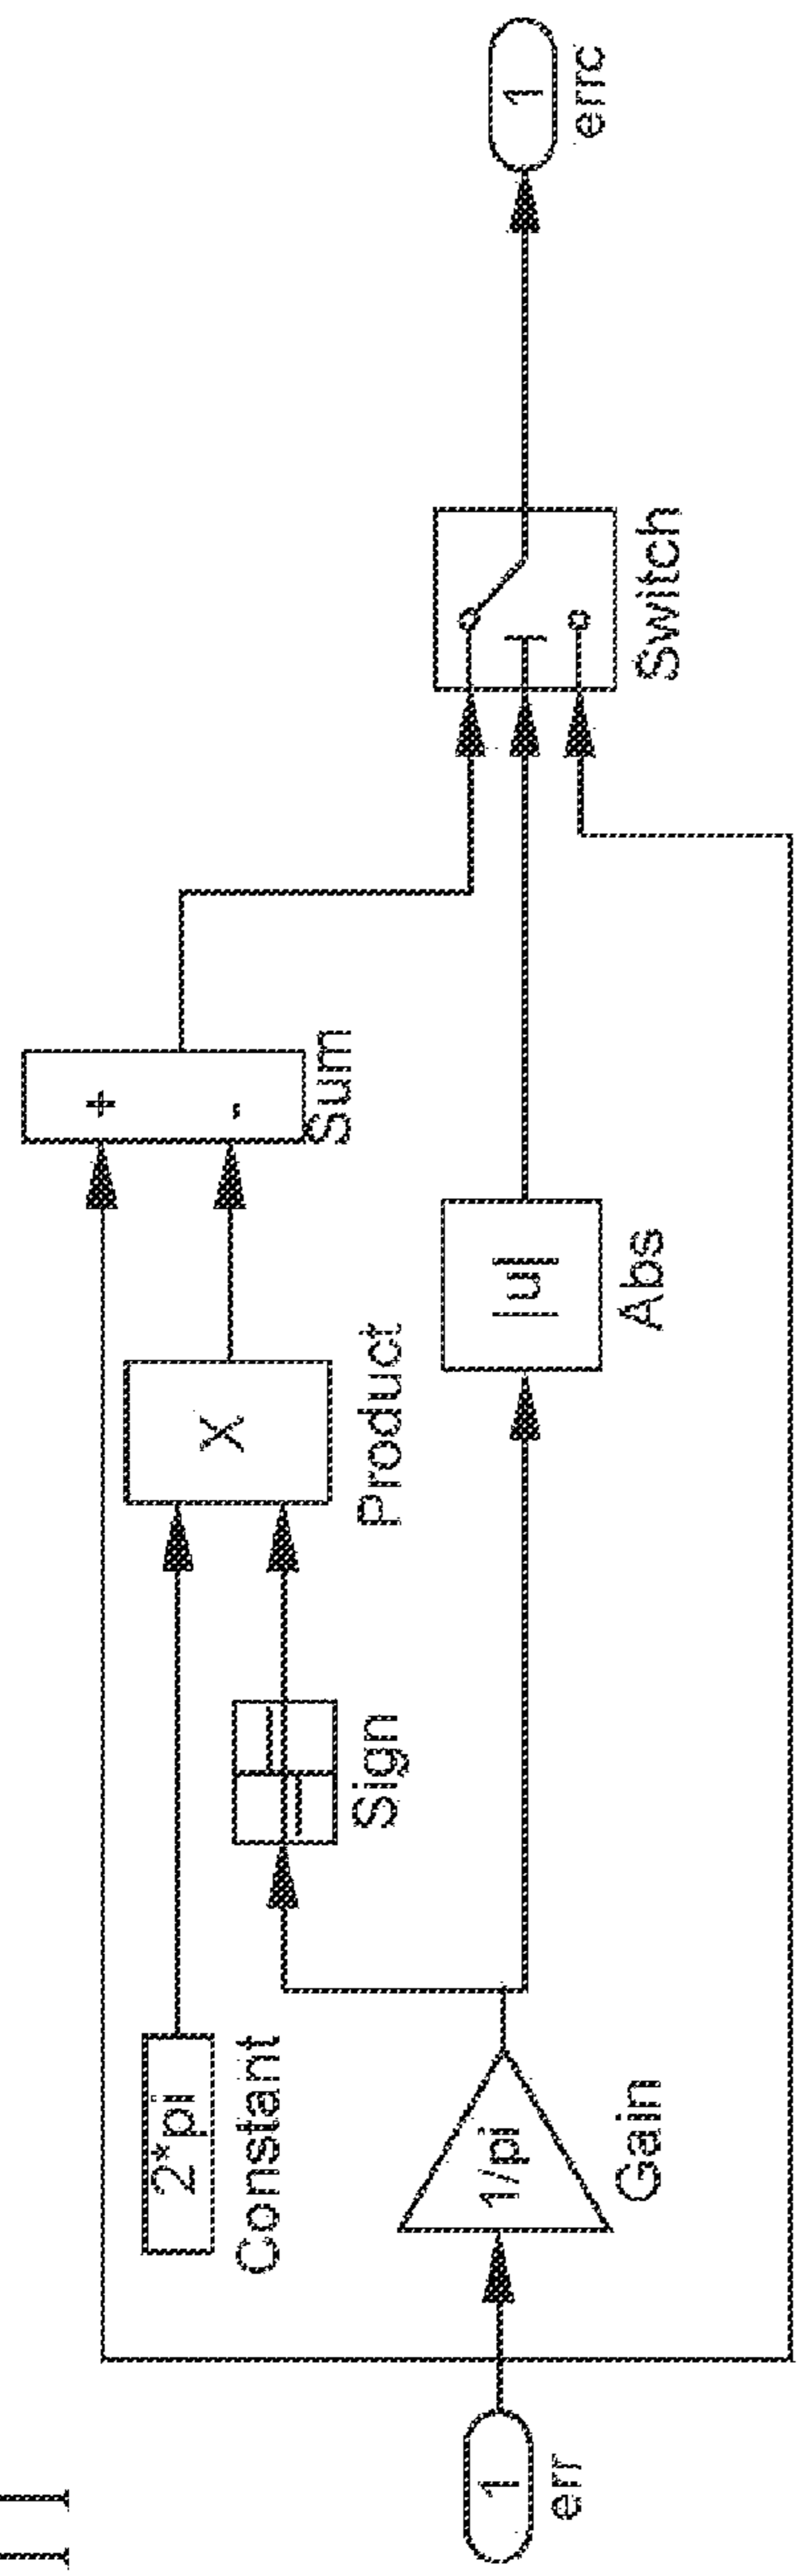 1
err
1/pi
Gain
2*pi
Constant
Sign
X
Product
|u|
Abs
+
-
Sum
Switch
1
errc